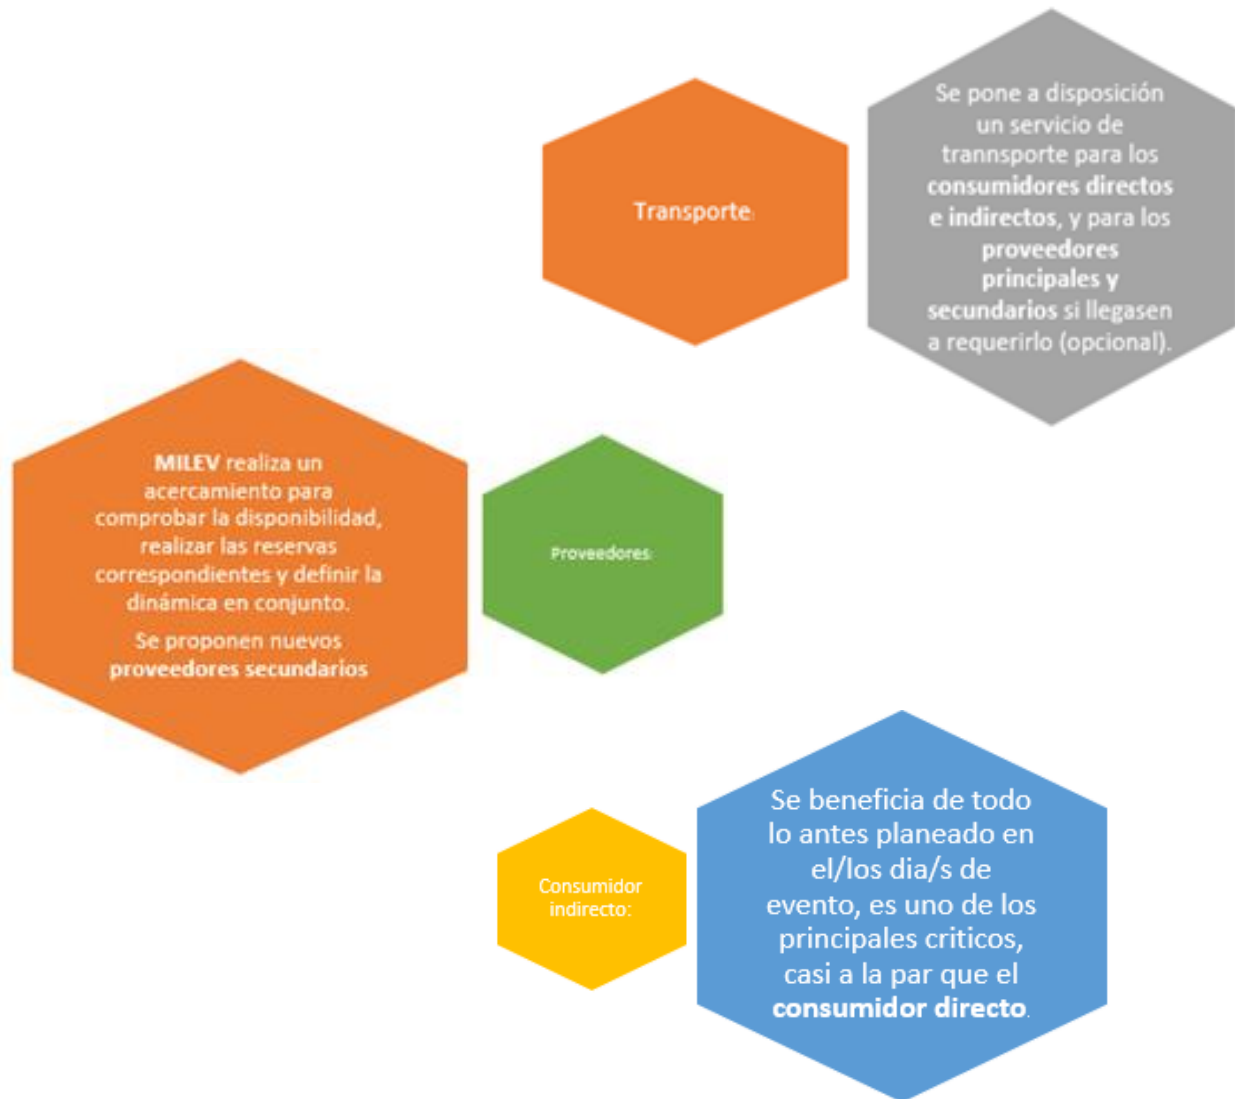 Transporte:
Se pone a disposición
un servicio de
trannsporte para los
consumidores directos
e indirectos, y para los
proveedores
principales y
secundarios si llegasen
a requerirlo (opcional).
MILEV realiza un
acercamiento para
comprobar la disponibilidad,
realizar las reservas
correspondientes y definir la
dinámica en conjunto.
Se proponen nuevos
proveedores secundarios
Proveedores:
Consumidor
indirecto:
Se beneficia de todo
lo antes planeado en
el/los dia/s de
evento, es uno de los
principales criticos,
casi a la par que el
consumidor directo.